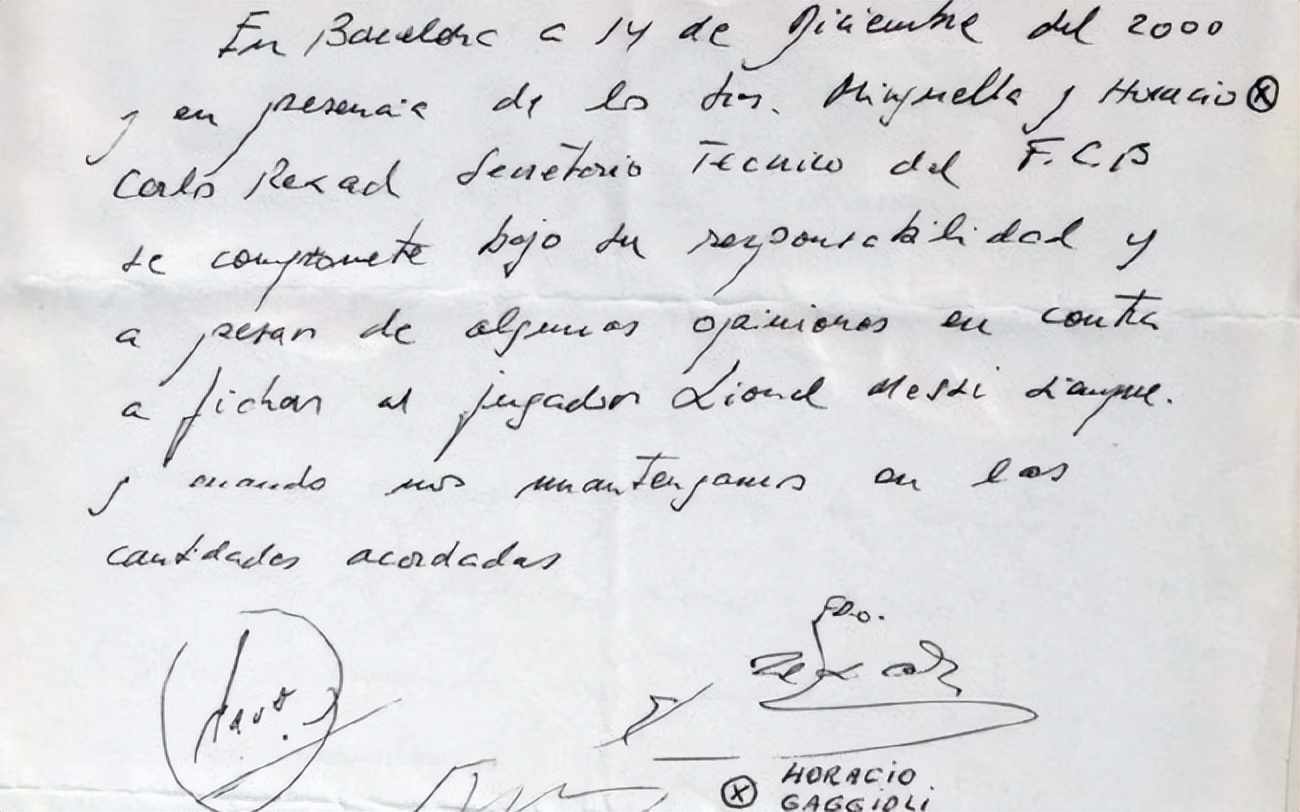 En Barcelona a 14 de Diciembre del 2000
y en presencia de los Srs. Minguella y Horacio ⓧ
Carlos Rexach Secretario Tecnico del F.C.B
se compromete bajo su responsabilidad y
a pesar de algunas opiniones en contra
a fichar al jugador Lionel Messi siempre
y cuando nos mantengamos en las
cantidades acordadas
FDO.
ⓧ HORACIO
GAGGIOLI